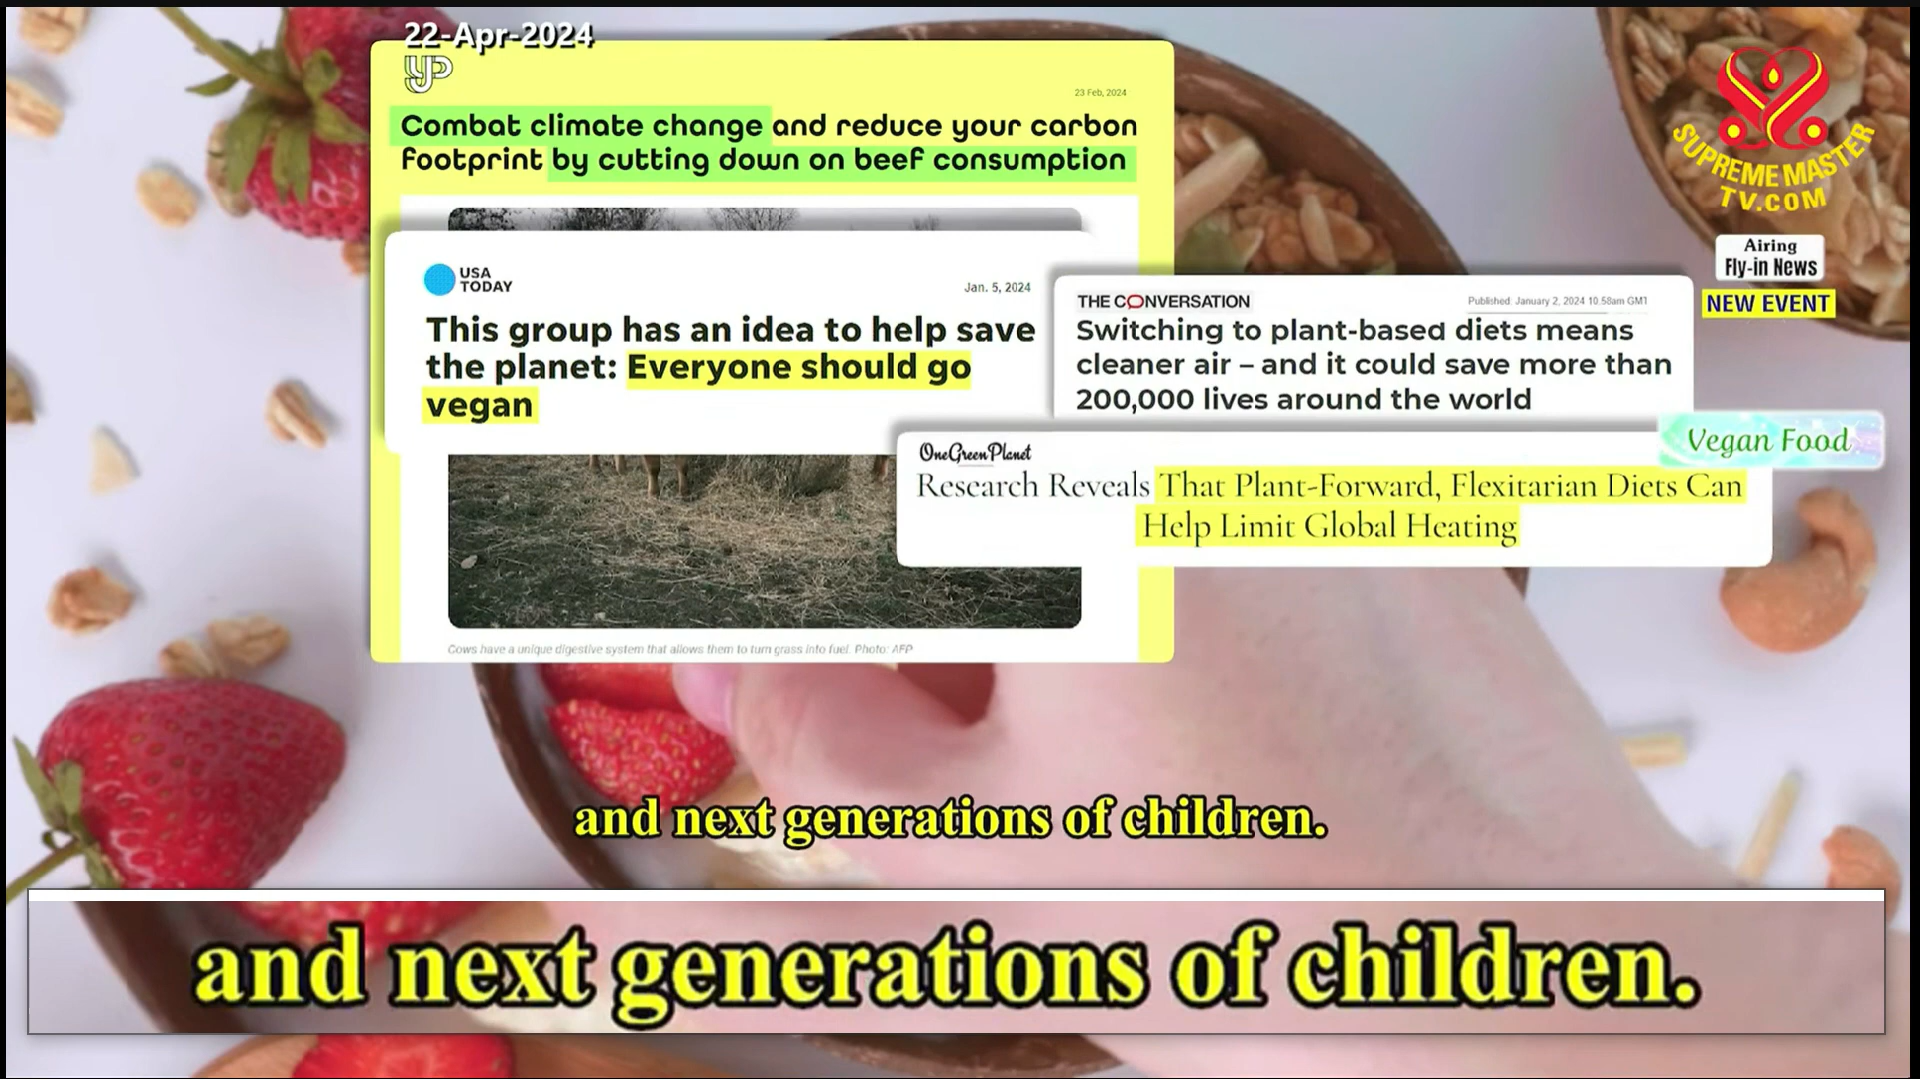 22-Apr-2024
23 Feb, 2024
Combat climate change and reduce your carbon
footprint by cutting down on beef consumption
USA
TODAY
Jan. 5, 2024
This group has an idea to help save
the planet: Everyone should go
vegan
THE CONVERSATION
Published: January 2, 2024 10.58am GMT
Switching to plant-based diets means
cleaner air – and it could save more than
200,000 lives around the world
OneGreenPlanet
Research Reveals That Plant-Forward, Flexitarian Diets Can
Help Limit Global Heating
Cows have a unique digestive system that allows them to turn grass into fuel. Photo: AFP
SUPREME MASTER
TV.COM
Airing
Fly-in News
NEW EVENT
Vegan Food
and next generations of children.
and next generations of children.